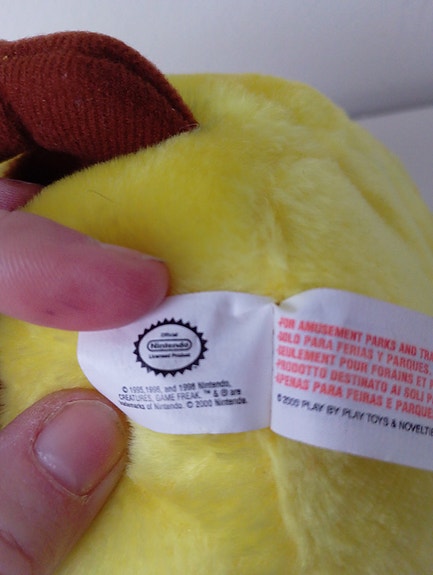 Official
Nintendo
Licensed Product
© 1995, 1996, and 1998 Nintendo,
CREATURES, GAME FREAK. ™ & ® are
trademarks of Nintendo. © 2000 Nintendo.
FOR AMUSEMENT PARKS AND TRA
SOLO PARA FERIAS Y PARQUES
SEULEMENT POUR FORAINS ET P
PRODOTTO DESTINATO AI SOLI P
APENAS PARA FEIRAS E PARQUE
©2000 PLAY BY PLAY TOYS & NOVELTIE